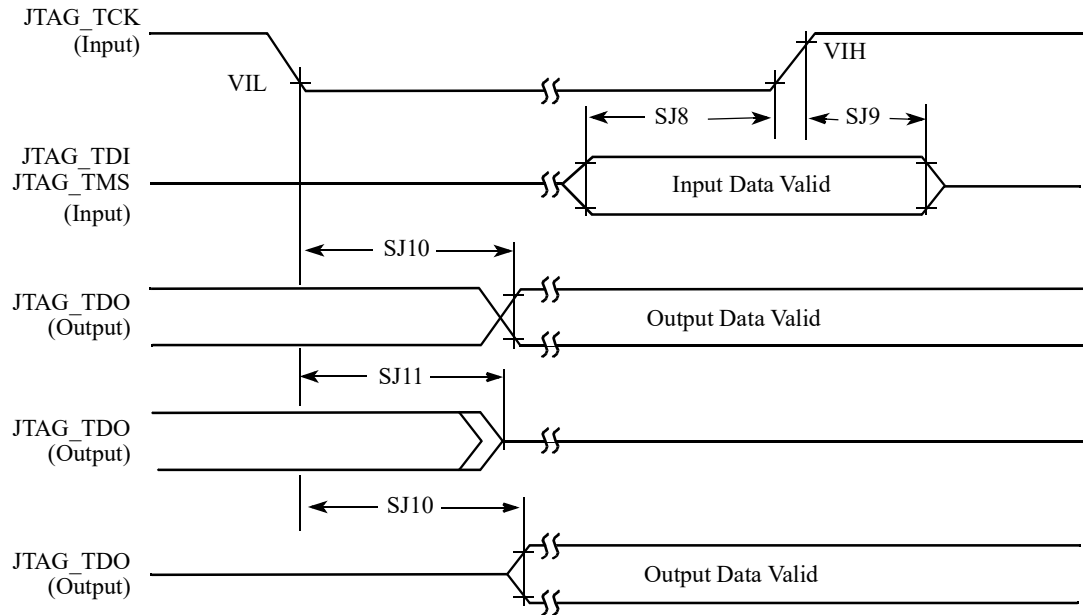 JTAG_TCK
(Input)
VIL
VIH
SJ8
SJ9
JTAG_TDI
JTAG_TMS
(Input)
Input Data Valid
SJ10
JTAG_TDO
(Output)
Output Data Valid
SJ11
JTAG_TDO
(Output)
SJ10
JTAG_TDO
(Output)
Output Data Valid